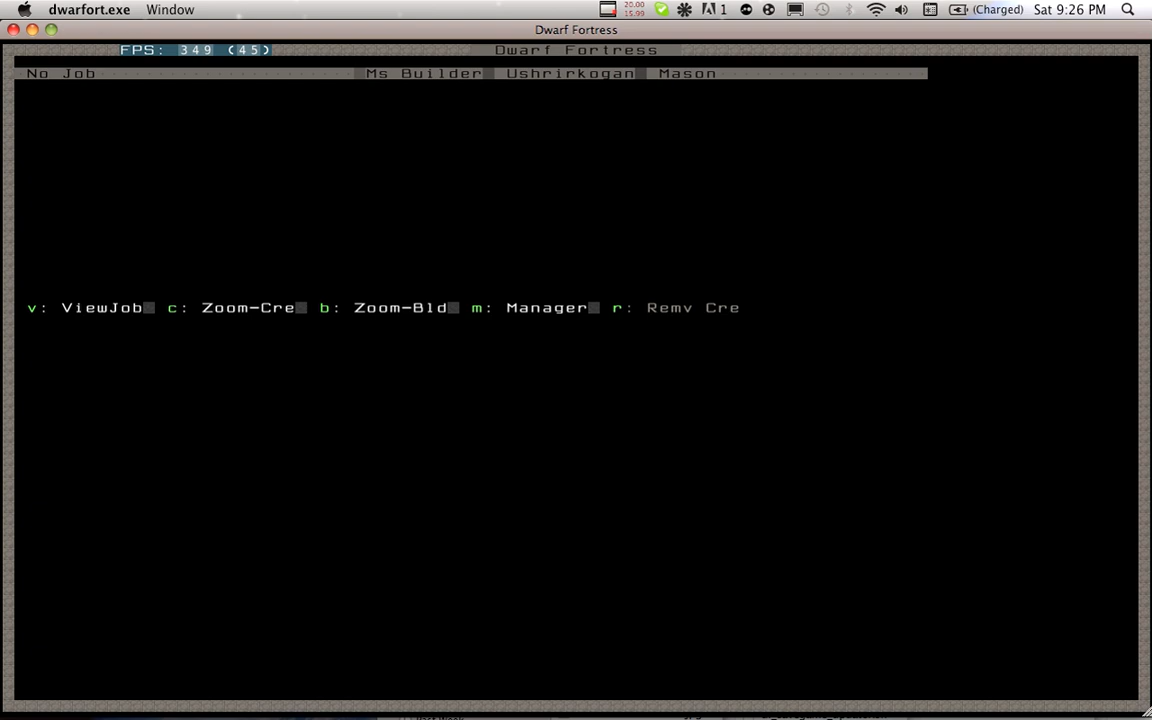 dwarfort.exe Window 20.00 15.99 1 (Charged) Sat 9:26 PM
Dwarf Fortress
FPS: 349 (45) Dwarf Fortress
No Job Ms Builder Ushrirkogan Mason
v: ViewJob c: Zoom-Cre b: Zoom-Bld m: Manager r: Remv Cre